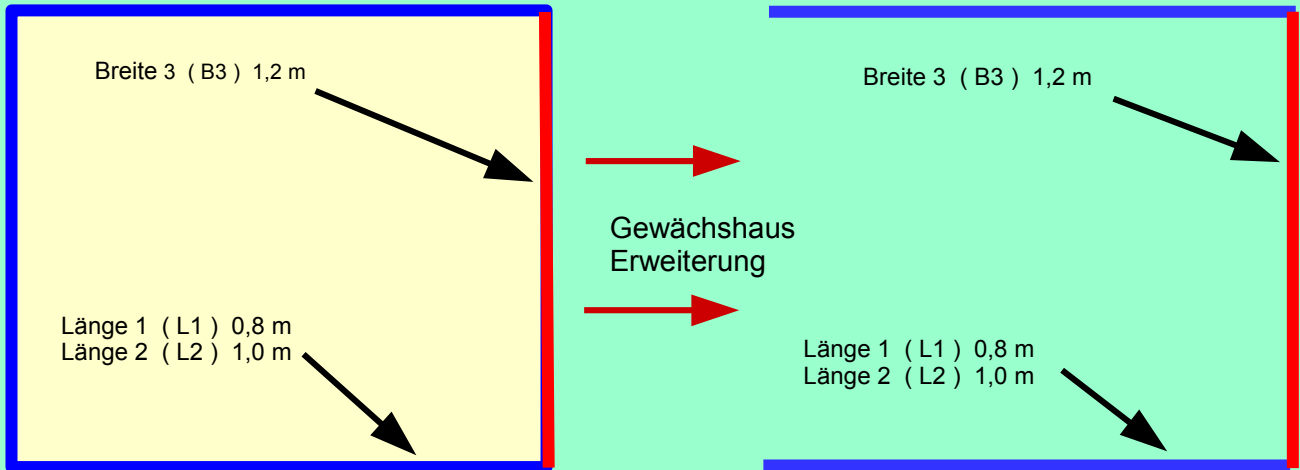 Breite 3 ( B3 ) 1,2 m
Länge 1 ( L1 ) 0,8 m
Länge 2 ( L2 ) 1,0 m
Gewächshaus
Erweiterung
Breite 3 ( B3 ) 1,2 m
Länge 1 ( L1 ) 0,8 m
Länge 2 ( L2 ) 1,0 m